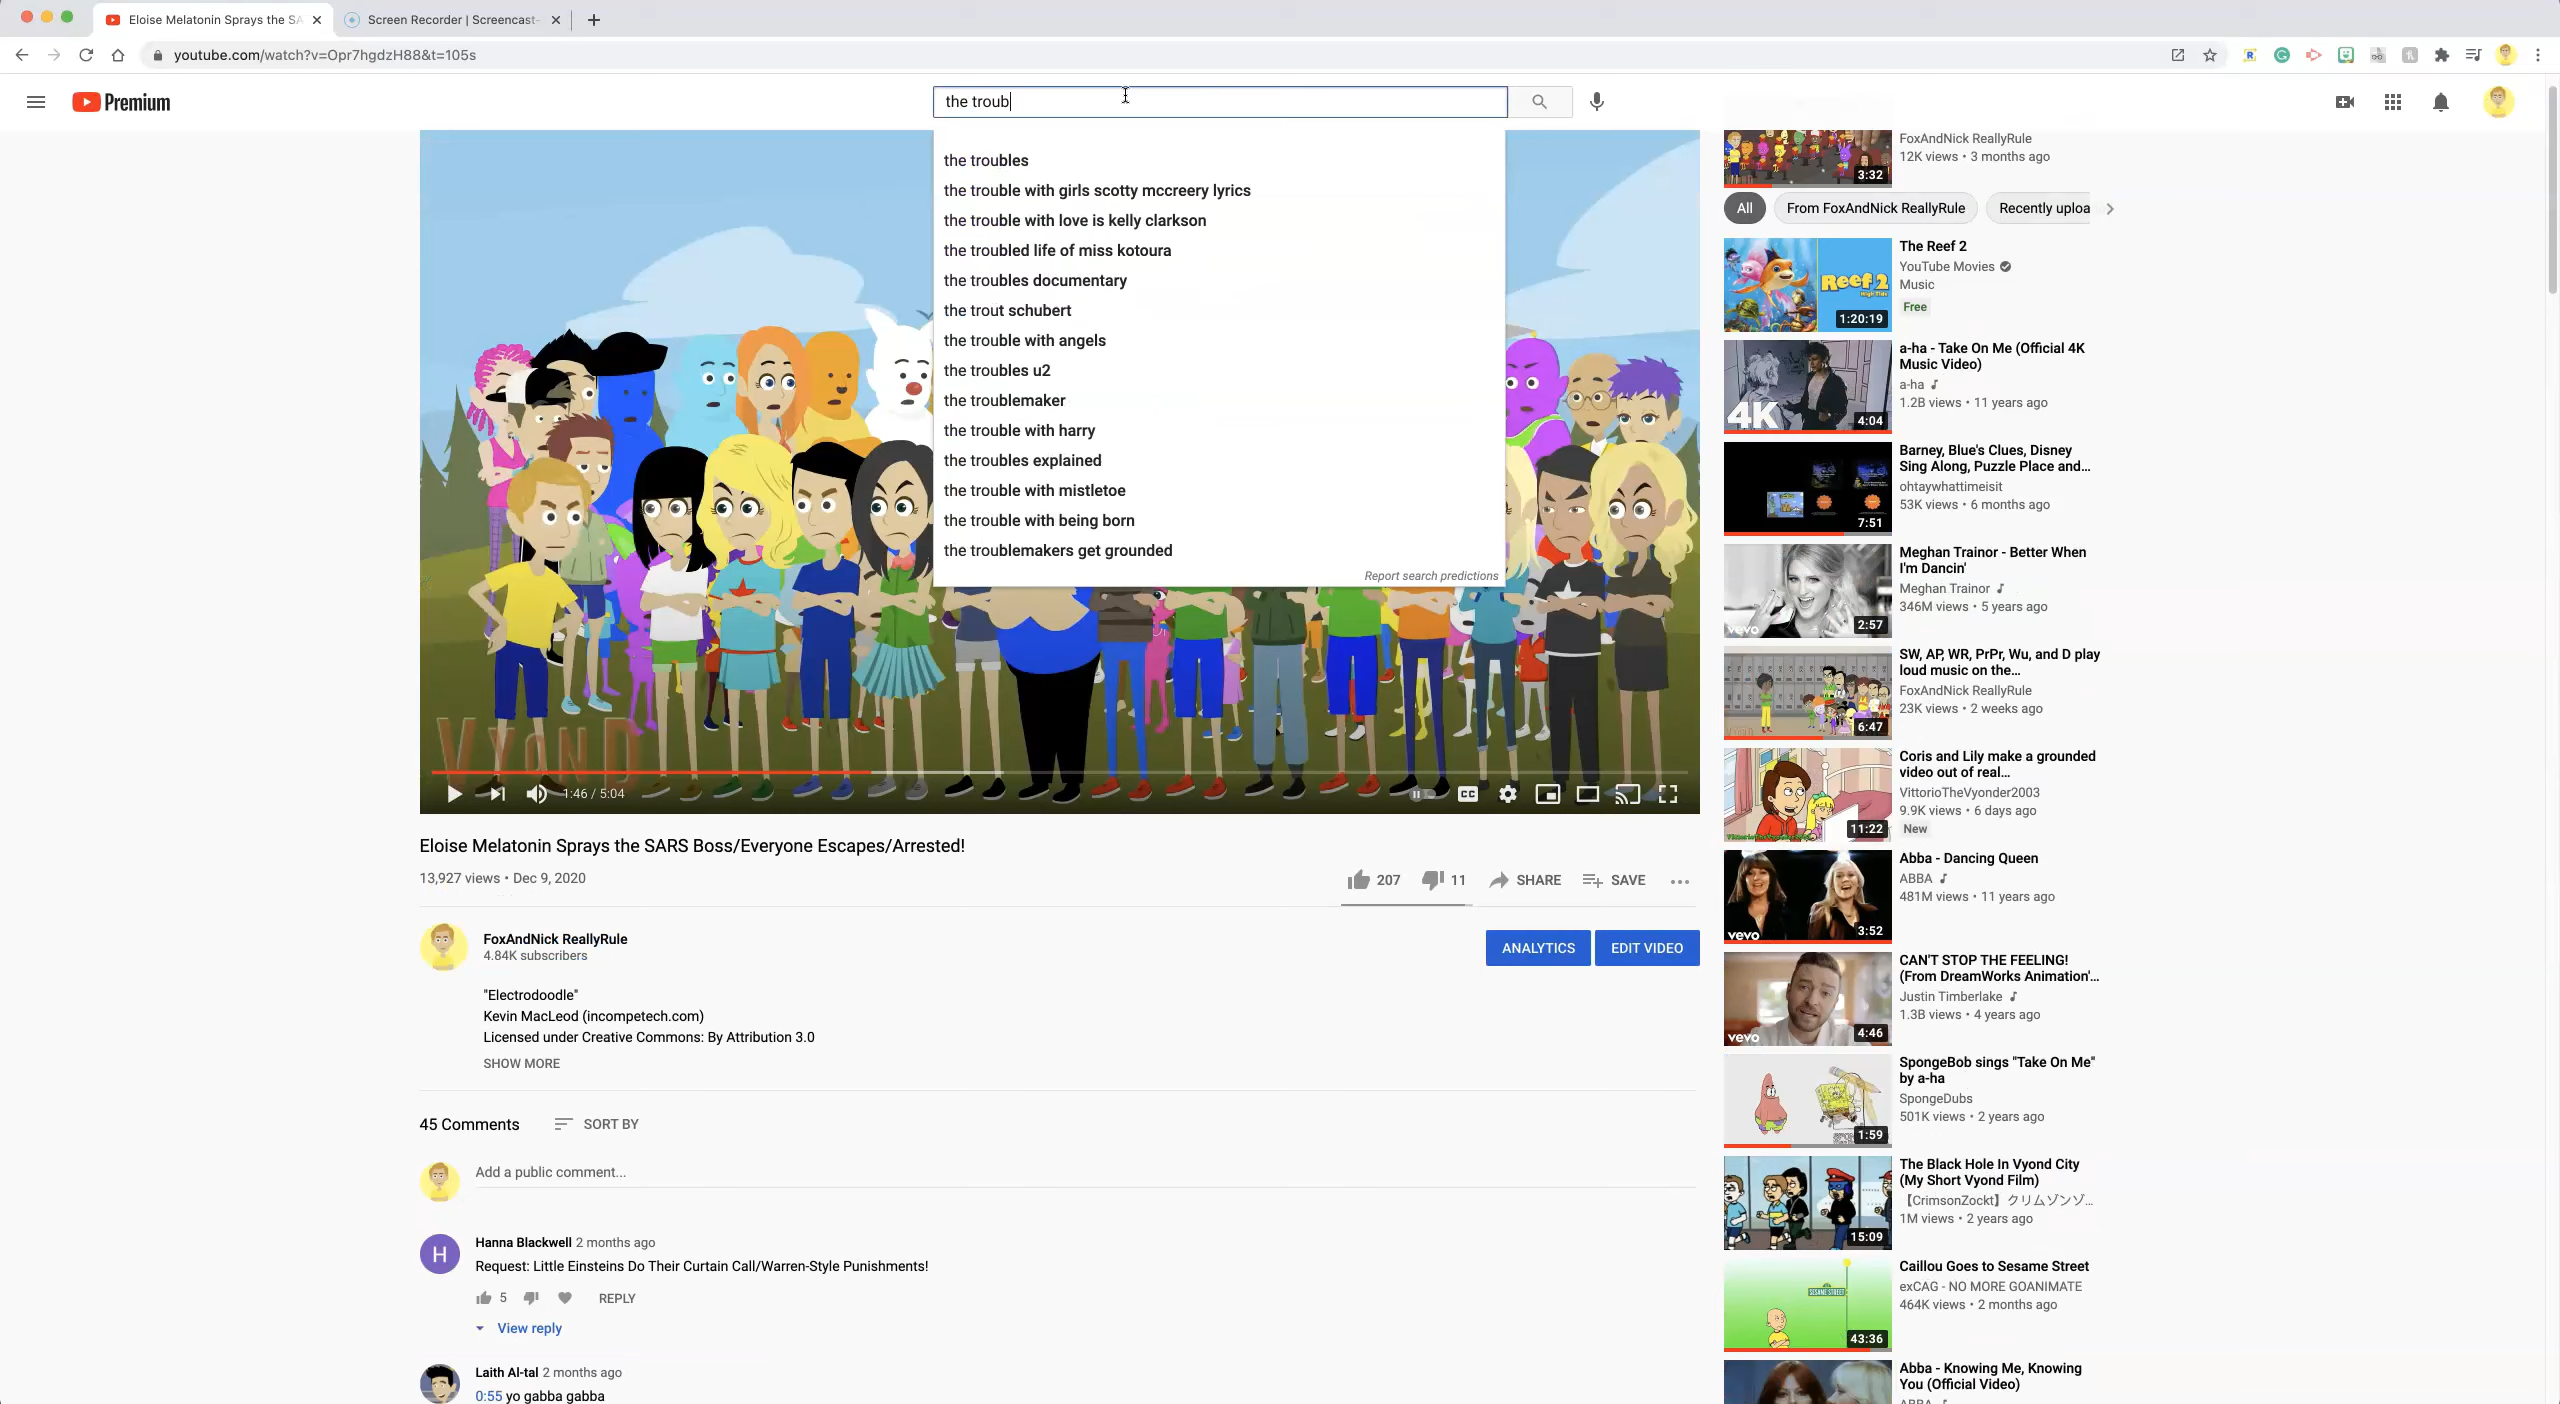 Eloise Melatonin Sprays the SA
Screen Recorder | Screencast-
youtube.com/watch?v=Opr7hgdzH88&t=105s
Premium
the troub
the troubles
the trouble with girls scotty mccreery lyrics
the trouble with love is kelly clarkson
the troubled life of miss kotoura
the troubles documentary
the trout schubert
the trouble with angels
the troubles u2
the troublemaker
the trouble with harry
the troubles explained
the trouble with mistletoe
the trouble with being born
the troublemakers get grounded
Report search predictions
VYOND
1:46 / 5:04
CC
Eloise Melatonin Sprays the SARS Boss/Everyone Escapes/Arrested!
13,927 views • Dec 9, 2020
207
11
SHARE
SAVE
FoxAndNick ReallyRule
4.84K subscribers
ANALYTICS
EDIT VIDEO
"Electrodoodle"
Kevin MacLeod (incompetech.com)
Licensed under Creative Commons: By Attribution 3.0
SHOW MORE
45 Comments
SORT BY
Add a public comment...
H
Hanna Blackwell 2 months ago
Request: Little Einsteins Do Their Curtain Call/Warren-Style Punishments!
5
REPLY
View reply
Laith Al-tal 2 months ago
0:55 yo gabba gabba
FoxAndNick ReallyRule
12K views • 3 months ago
3:32
All
From FoxAndNick ReallyRule
Recently uploa
The Reef 2
YouTube Movies
Music
Free
Reef 2
High Tide
1:20:19
a-ha - Take On Me (Official 4K
Music Video)
a-ha
1.2B views • 11 years ago
4K
4:04
Barney, Blue's Clues, Disney
Sing Along, Puzzle Place and...
ohtaywhattimeisit
53K views • 6 months ago
7:51
Meghan Trainor - Better When
I'm Dancin'
Meghan Trainor
346M views • 5 years ago
vevo
2:57
SW, AP, WR, PrPr, Wu, and D play
loud music on the...
FoxAndNick ReallyRule
23K views • 2 weeks ago
6:47
Coris and Lily make a grounded
video out of real...
VittorioTheVyonder2003
9.9K views • 6 days ago
New
11:22
Abba - Dancing Queen
ABBA
481M views • 11 years ago
vevo
3:52
CAN'T STOP THE FEELING!
(From DreamWorks Animation'...
Justin Timberlake
1.3B views • 4 years ago
vevo
4:46
SpongeBob sings "Take On Me"
by a-ha
SpongeDubs
501K views • 2 years ago
1:59
The Black Hole In Vyond City
(My Short Vyond Film)
【CrimsonZockt】クリムゾンゾ...
1M views • 2 years ago
15:09
Caillou Goes to Sesame Street
exCAG - NO MORE GOANIMATE
464K views • 2 months ago
SESAME STREET
43:36
Abba - Knowing Me, Knowing
You (Official Video)